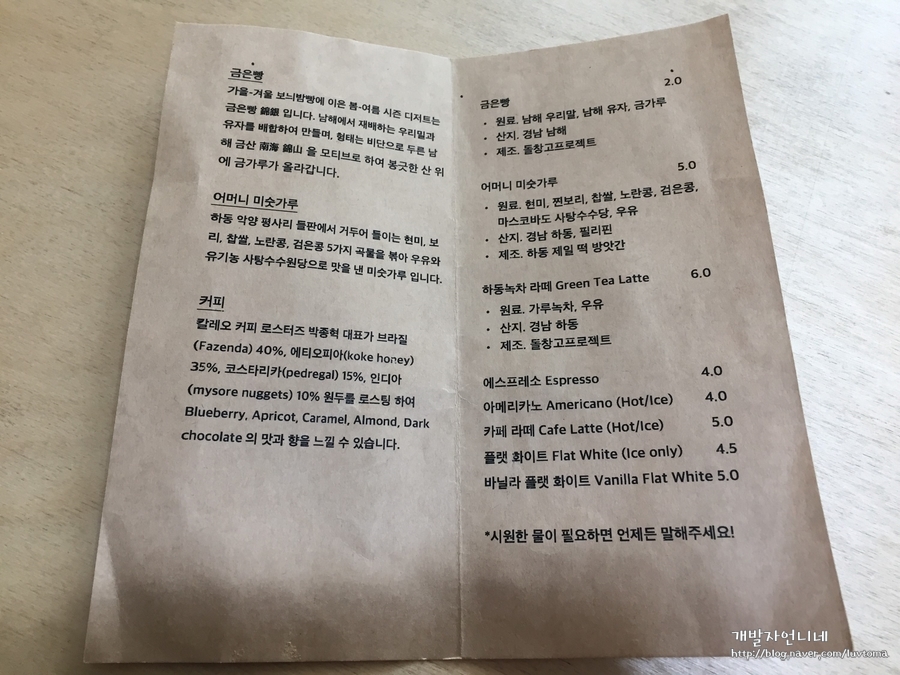 금은빵
가을-겨울 보늬밤빵에 이은 봄-여름 시즌 디저트는
금은빵 錦銀 입니다. 남해에서 재배하는 우리밀과
유자를 배합하여 만들며, 형태는 비단으로 두른 남
해 금산 南海 錦山 을 모티브로 하여 봉긋한 산 위
에 금가루가 올라갑니다.
어머니 미숫가루
하동 악양 평사리 들판에서 거두어 들이는 현미, 보
리, 찹쌀, 노란콩, 검은콩 5가지 곡물을 볶아 우유와
유기농 사탕수수원당으로 맛을 낸 미숫가루 입니다.
커피
칼레오 커피 로스터즈 박종혁 대표가 브라질
(Fazenda) 40%, 에티오피아(koke honey)
35%, 코스타리카(pedregal) 15%, 인디아
(mysore nuggets) 10% 원두를 로스팅 하여
Blueberry, Apricot, Caramel, Almond, Dark
chocolate 의 맛과 향을 느낄 수 있습니다.
금은빵 2.0
• 원료. 남해 우리말, 남해 유자, 금가루
• 산지. 경남 남해
• 제조. 돌창고프로젝트
어머니 미숫가루 5.0
• 원료. 현미, 찐보리, 찹쌀, 노란콩, 검은콩,
마스코바도 사탕수수당, 우유
• 산지. 경남 하동, 필리핀
• 제조. 하동 제일 떡 방앗간
하동녹차 라떼 Green Tea Latte 6.0
• 원료. 가루녹차, 우유
• 산지. 경남 하동
• 제조. 돌창고프로젝트
에스프레소 Espresso 4.0
아메리카노 Americano (Hot/Ice) 4.0
카페 라떼 Cafe Latte (Hot/Ice) 5.0
플랫 화이트 Flat White (Ice only) 4.5
바닐라 플랫 화이트 Vanilla Flat White 5.0
*시원한 물이 필요하면 언제든 말해주세요!
개발자언니네
http://blog.naver.com/luvtoma